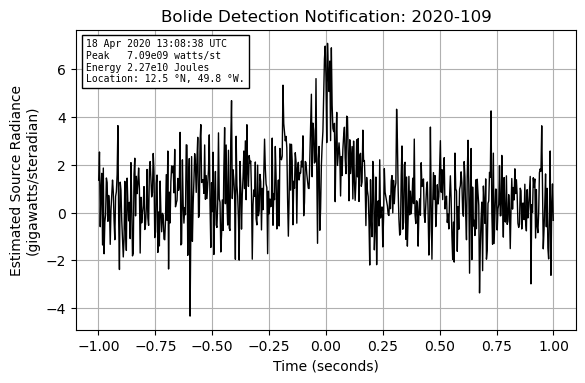 Bolide Detection Notification: 2020-109
18 Apr 2020 13:08:38 UTC
Peak   7.09e09 watts/st
Energy 2.27e10 Joules
Location: 12.5 °N, 49.8 °W.
Estimated Source Radiance
(gigawatts/steradian)
6
4
2
0
−2
−4
−1.00 −0.75 −0.50 −0.25 0.00 0.25 0.50 0.75 1.00
Time (seconds)